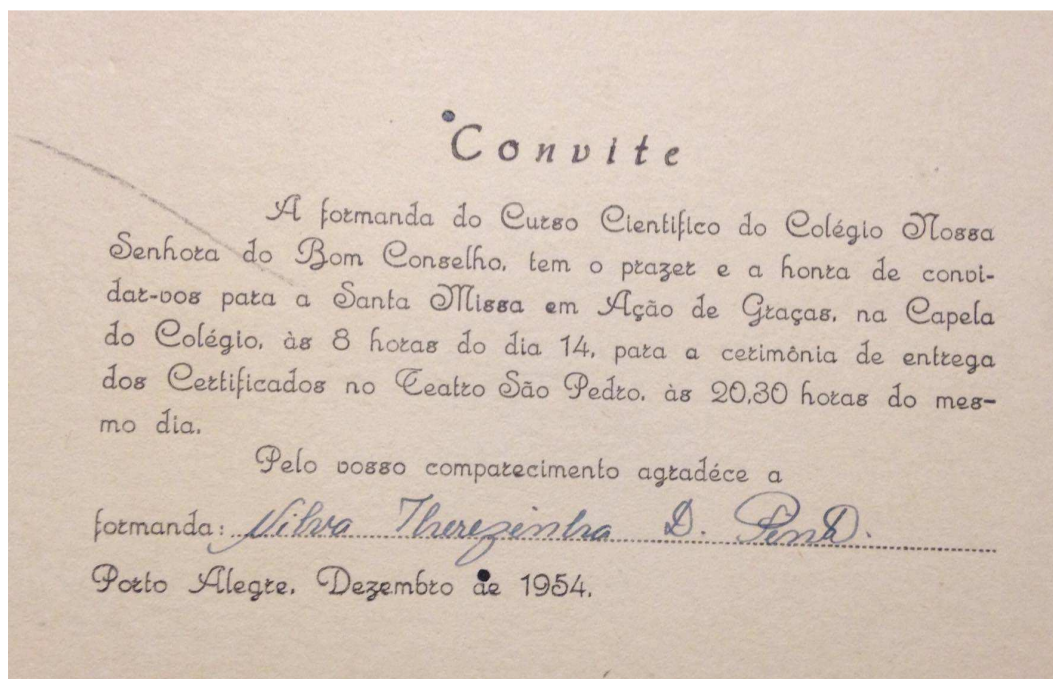 Convite
A formanda do Curso Cientifico do Colégio Nossa
Senhora do Bom Conselho, tem o prazer e a honra de convi-
dar-vos para a Santa Missa em Ação de Graças, na Capela
do Colégio, às 8 horas do dia 14, para a cerimônia de entrega
dos Certificados no Teatro São Pedro, às 20,30 horas do mes-
mo dia.
Pelo vosso comparecimento agradéce a
formanda: Nilva Therezinha D.
Porto Alegre, Dezembro de 1954.